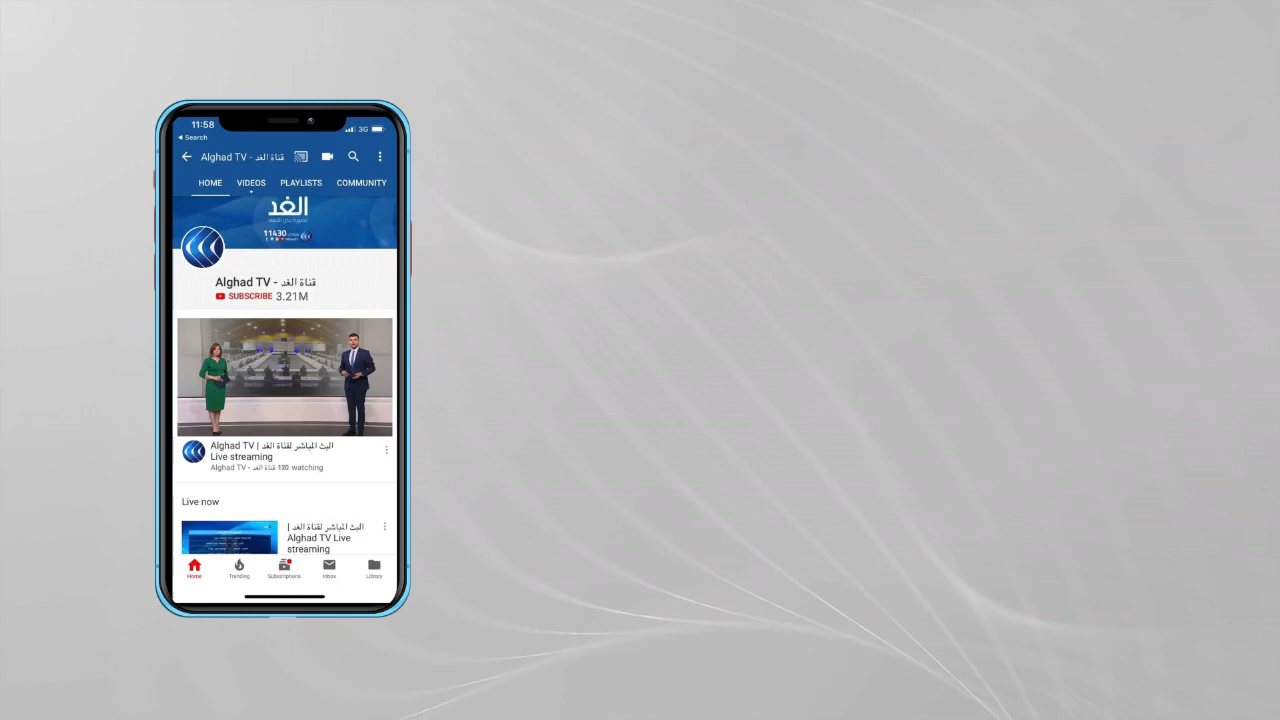 11:58
3G
Search
Alghad TV - قناة الغد
HOME VIDEOS PLAYLISTS COMMUNITY
الغد
11430
Alghad TV - قناة الغد
SUBSCRIBE 3.21M
Alghad TV | البث المباشر لقناة الغد
Live streaming
Alghad TV - قناة الغد 120 watching
Live now
البث المباشر لقناة الغد |
Alghad TV Live
streaming
Home Trending Subscriptions Inbox Library